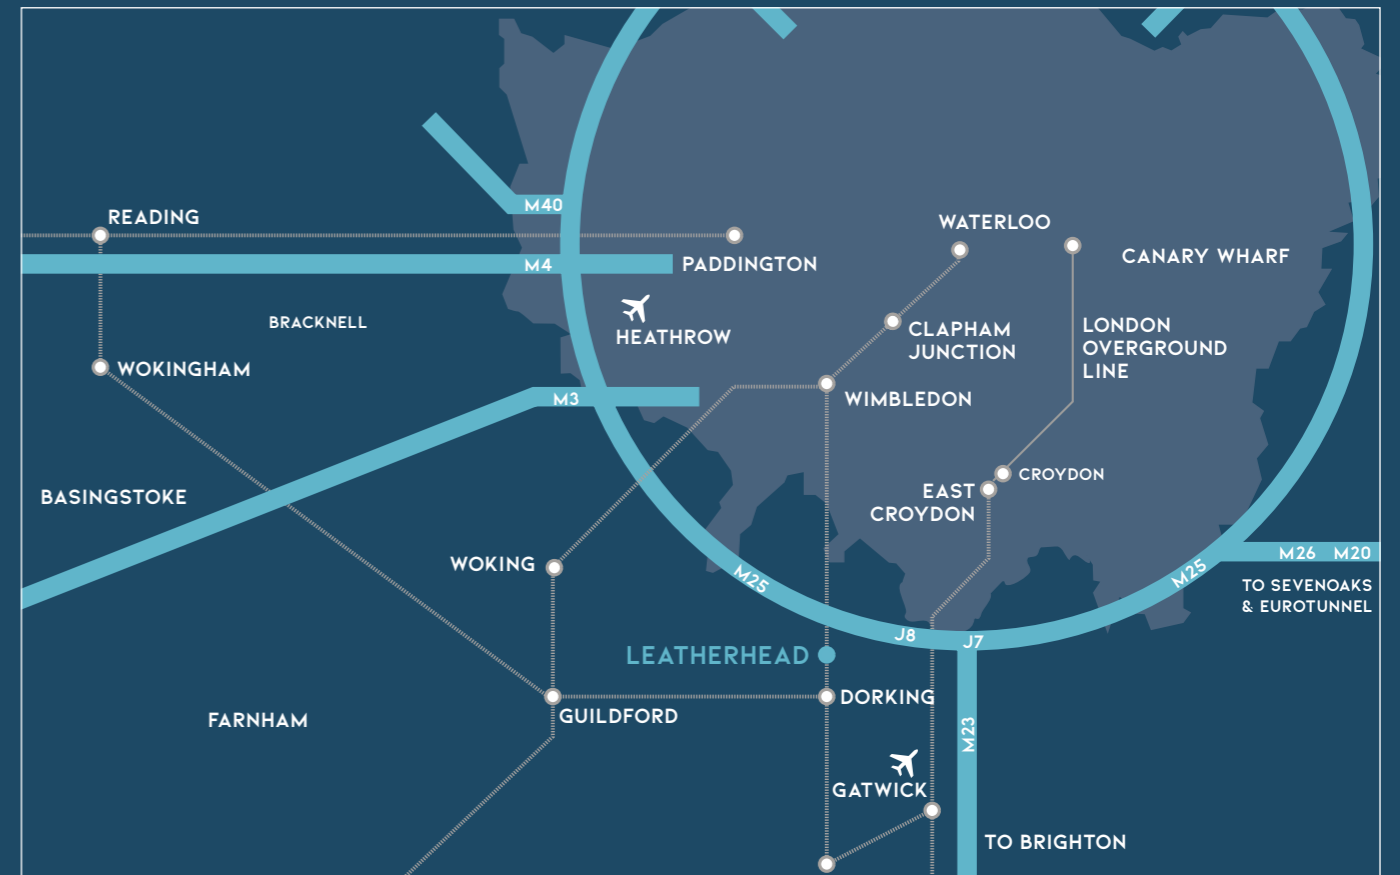 M40
READING
WATERLOO
M4
PADDINGTON
CANARY WHARF
BRACKNELL
HEATHROW
CLAPHAM
JUNCTION
LONDON
OVERGROUND
LINE
WOKINGHAM
M3
WIMBLEDON
BASINGSTOKE
CROYDON
EAST
CROYDON
WOKING
M25
M25
M26 M20
TO SEVENOAKS
& EUROTUNNEL
J8
J7
LEATHERHEAD
DORKING
GUILDFORD
FARNHAM
M23
GATWICK
TO BRIGHTON